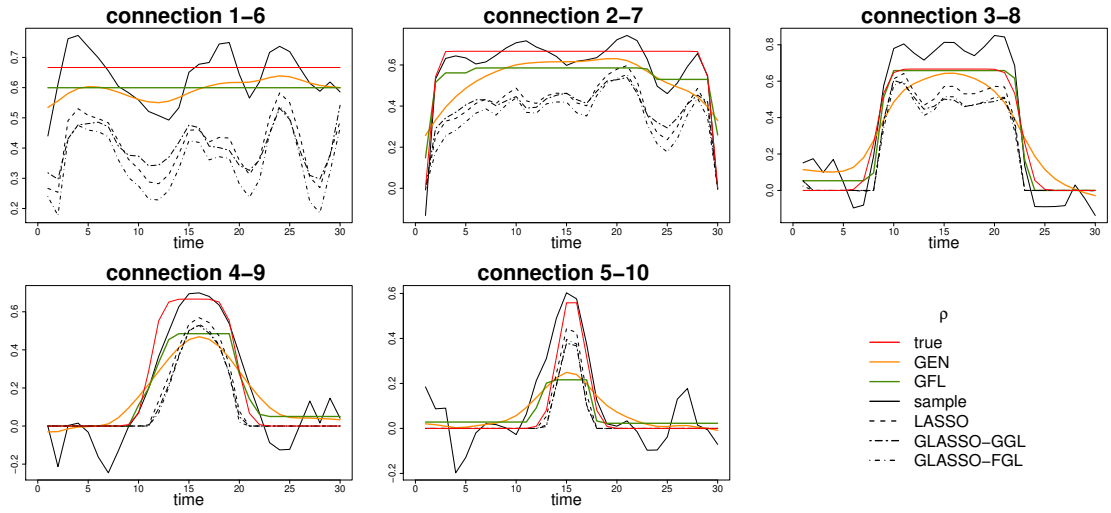 connection 1−6
0.2 0.3 0.4 0.5 0.6 0.7
0 5 10 15 20 25 30
time
connection 2−7
0.0 0.2 0.4 0.6
0 5 10 15 20 25 30
time
connection 3−8
0.0 0.2 0.4 0.6 0.8
0 5 10 15 20 25 30
time
connection 4−9
−0.2 0.0 0.2 0.4 0.6
0 5 10 15 20 25 30
time
connection 5−10
−0.2 0.0 0.2 0.4 0.6
0 5 10 15 20 25 30
time
ρ
true
GEN
GFL
sample
LASSO
GLASSO−GGL
GLASSO−FGL